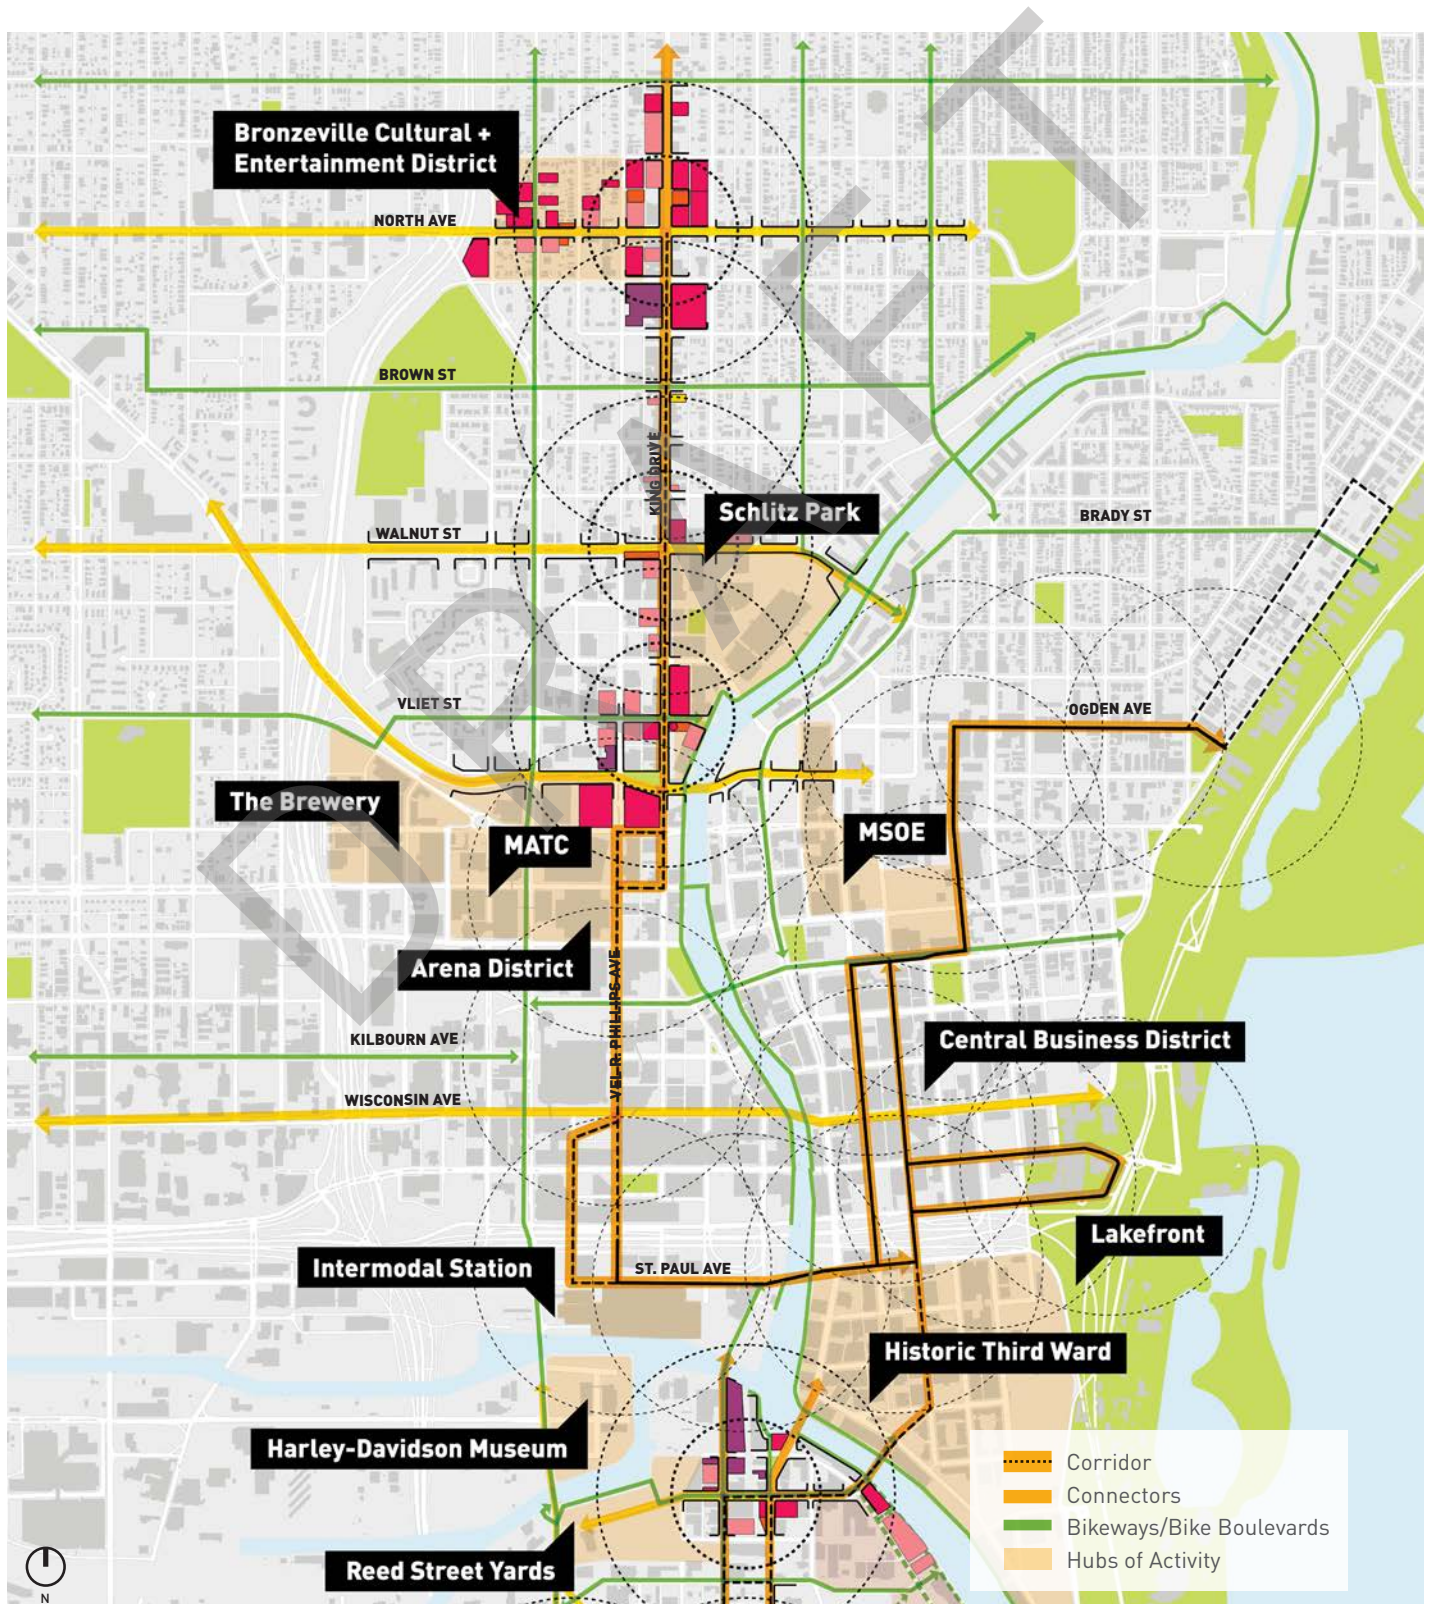 Bronzeville Cultural +
Entertainment District
NORTH AVE
BROWN ST
KING DRIVE
Schlitz Park
WALNUT ST
BRADY ST
VLIET ST
OGDEN AVE
The Brewery
MATC
MSOE
Arena District
VEL R. PHILLIPS AVE
KILBOURN AVE
Central Business District
WISCONSIN AVE
Lakefront
Intermodal Station
ST. PAUL AVE
Historic Third Ward
Harley-Davidson Museum
Reed Street Yards
Corridor
Connectors
Bikeways/Bike Boulevards
Hubs of Activity
N
DRAFT